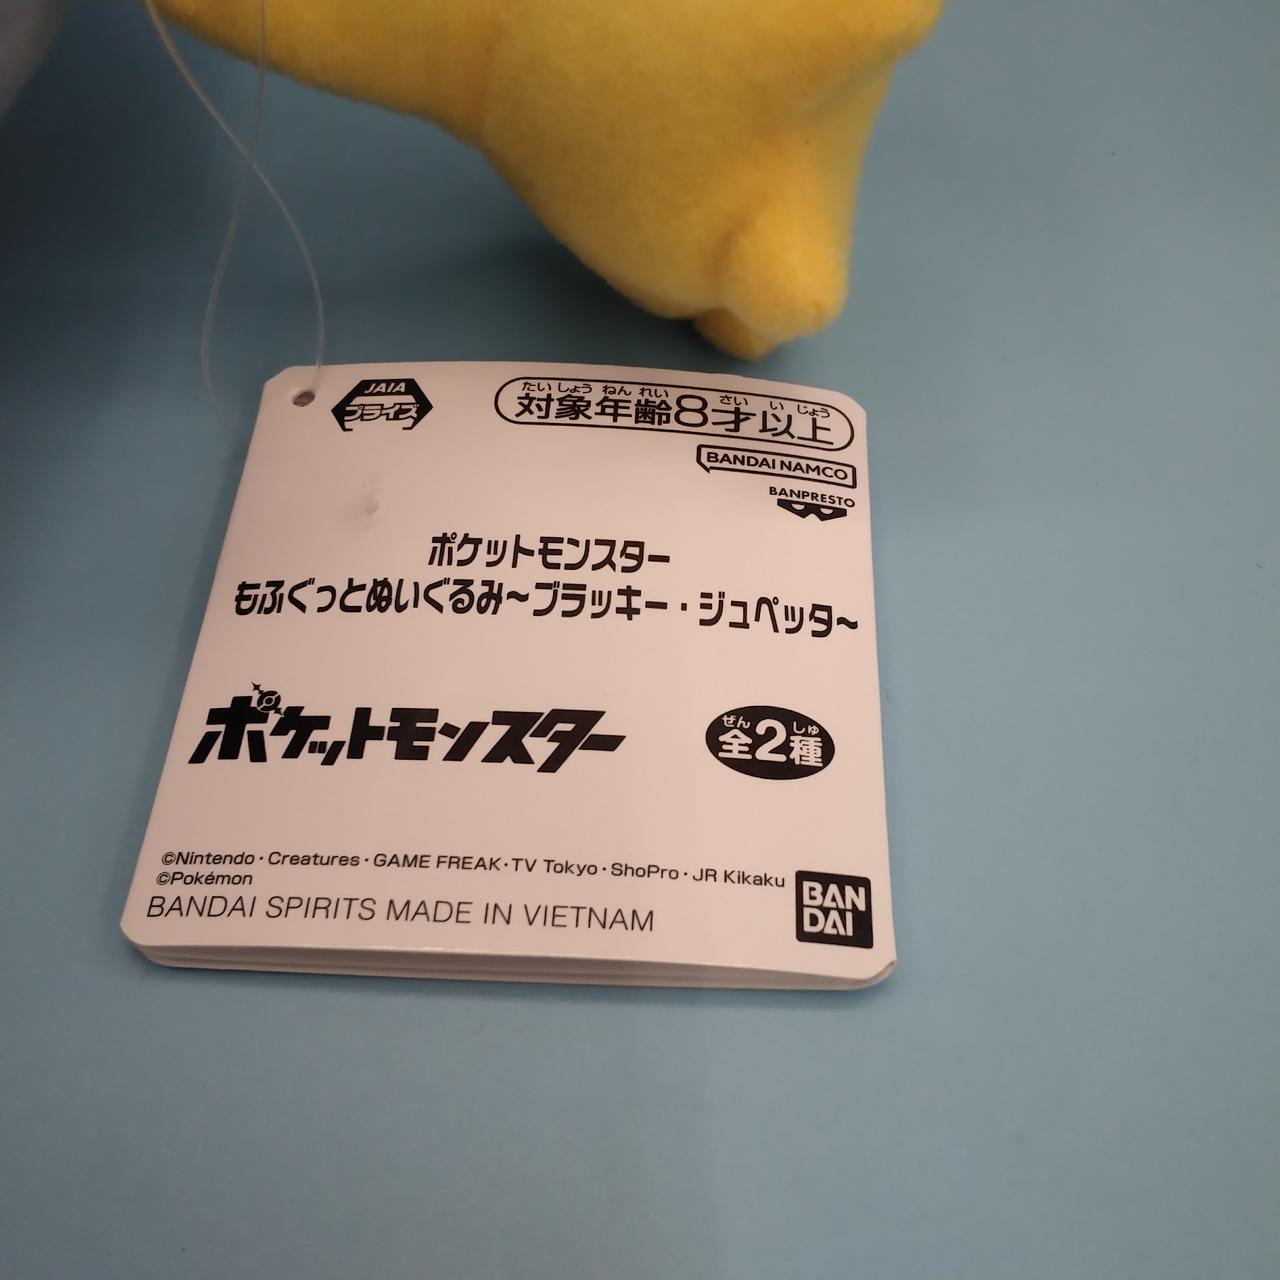 JAIA
プライズ
たいしょうねんれい さいいじょう
対象年齢8才以上
BANDAI NAMCO
BANPRESTO
ポケットモンスター
もふぐっとぬいぐるみ~ブラッキー・ジュペッタ~
ポケットモンスター
ぜん しゅ
全2種
©Nintendo・Creatures・GAME FREAK・TV Tokyo・ShoPro・JR Kikaku
©Pokémon
BANDAI SPIRITS MADE IN VIETNAM
BAN
DAI